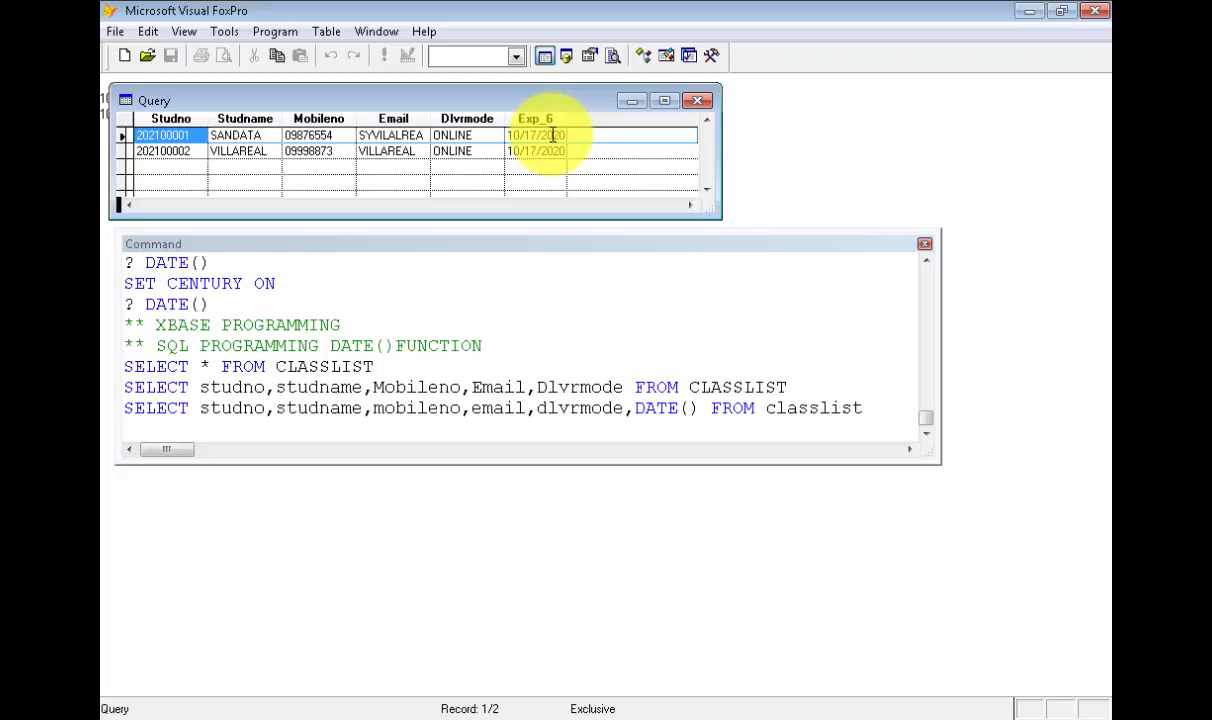 Microsoft Visual FoxPro
File Edit View Tools Program Table Window Help
Query
Studno Studname Mobileno Email Dlvrmode Exp_6
202100001 SANDATA 09876554 SYVILALREA ONLINE 10/17/2020
202100002 VILLAREAL 09998873 VILLAREAL ONLINE 10/17/2020
Command
? DATE()
SET CENTURY ON
? DATE()
** XBASE PROGRAMMING
** SQL PROGRAMMING DATE()FUNCTION
SELECT * FROM CLASSLIST
SELECT studno,studname,Mobileno,Email,Dlvrmode FROM CLASSLIST
SELECT studno,studname,mobileno,email,dlvrmode,DATE() FROM classlist
Query Record: 1/2 Exclusive